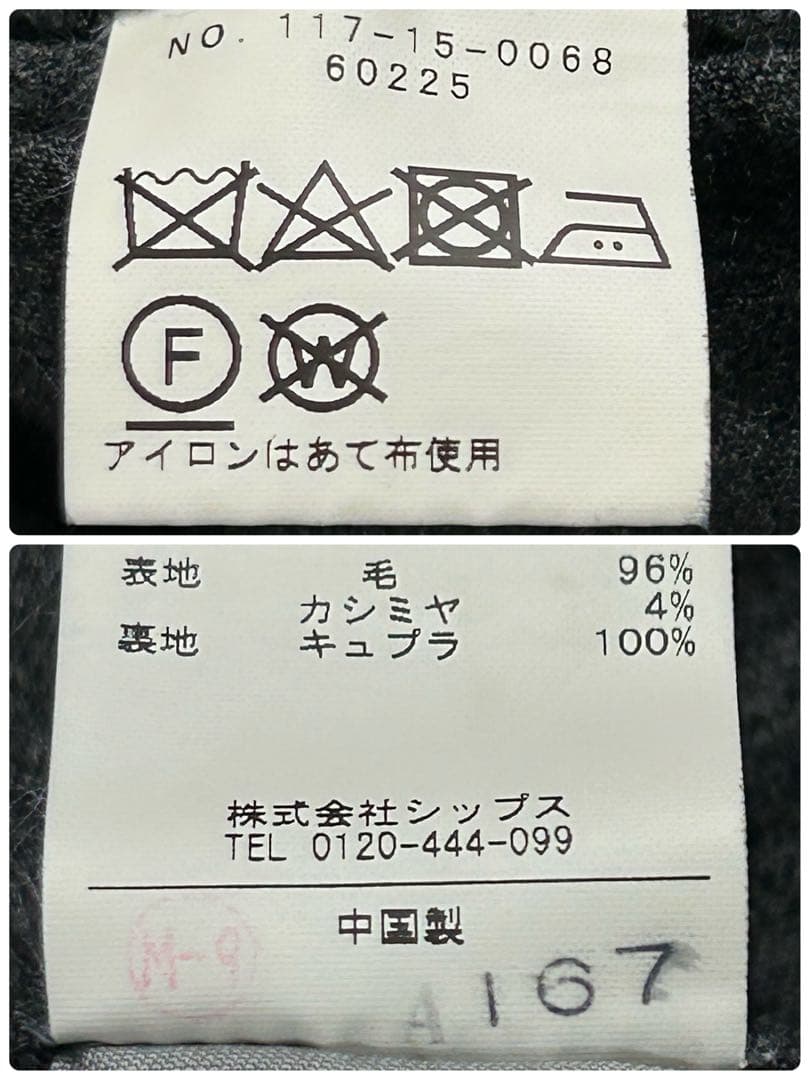 NO. 117-15-0068
60225
F W
アイロンはあて布使用
表地 毛 96%
カシミヤ 4%
裏地 キュプラ 100%
株式会社シップス
TEL 0120-444-099
中国製
M-9
A 167